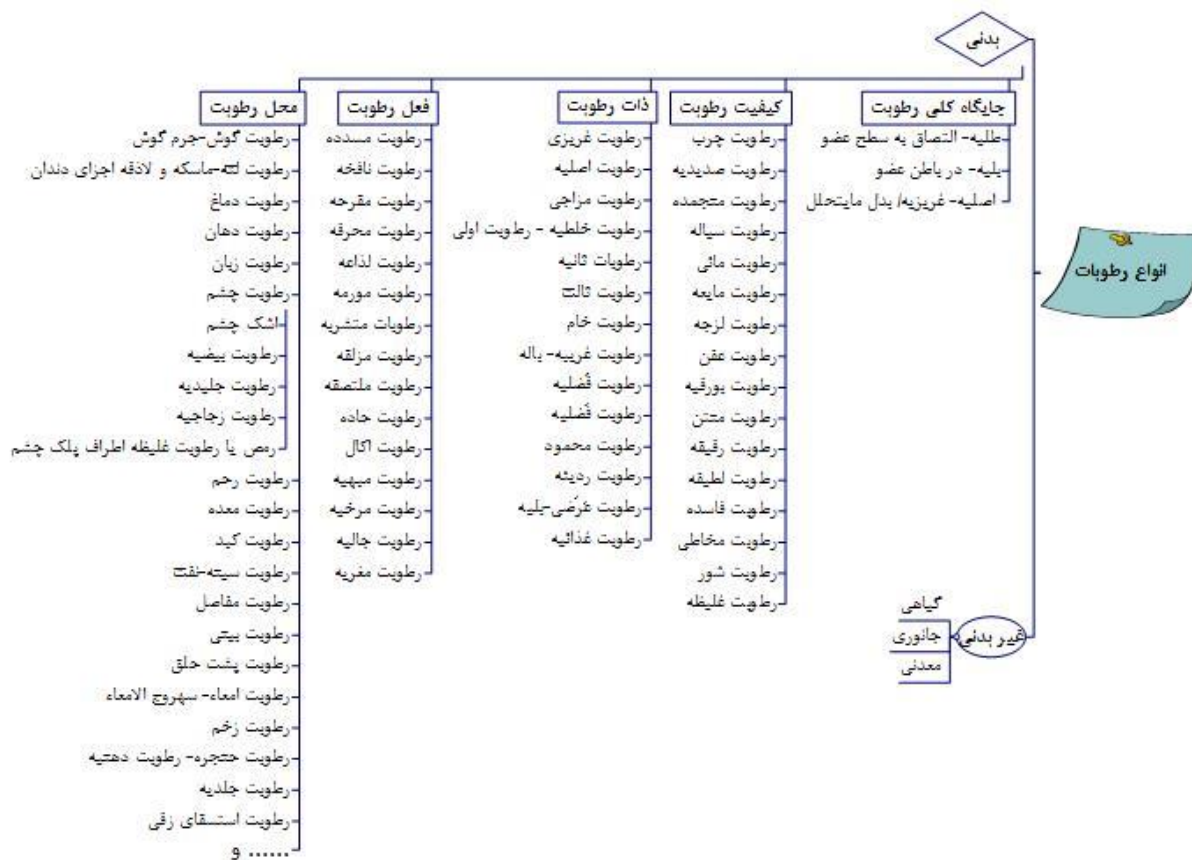 انواع رطوبات
بدنی
جایگاه کلی رطوبت
طلیه- التصاق به سطح عضو
بلیه- در باطن عضو
اصلیه- غریزیه/ بدل مایتحلل
کیفیت رطوبت
رطوبت چرب
رطوبت صدیدیه
رطوبت متجمده
رطوبت سیاله
رطوبت مائی
رطوبت مایعه
رطوبت لزجه
رطوبت عفن
رطوبت بورقیه
رطوبت منتن
رطوبت رقیقه
رطوبت لطیفه
رطوبت فاسده
رطوبت مخاطی
رطوبت شور
رطوبت غلیظه
ذات رطوبت
رطوبت غریزی
رطوبت اصلیه
رطوبت مزاجی
رطوبت خلطیه - رطوبت اولی
رطوبات ثانیه
رطوبت ثالث
رطوبت خام
رطوبت غریبه- باله
رطوبت فُضلیه
رطوبت فَضلیه
رطوبت محمود
رطوبت ردیئه
رطوبت عَرَضی-بلیه
رطوبت غذائیه
فعل رطوبت
رطوبت مسدده
رطوبت نافخه
رطوبت مقرحه
رطوبت محرقه
رطوبت لذاعه
رطوبت مورمه
رطوبات متشربه
رطوبت مزلقه
رطوبت ملتصقه
رطوبت حاده
رطوبت اکال
رطوبت مبهیه
رطوبت مرخیه
رطوبت جالیه
رطوبت مغریه
محل رطوبت
رطوبت گوش-جرم گوش
رطوبت لثه-ماسکه و لاذقه اجزای دندان
رطوبت دماغ
رطوبت دهان
رطوبت زبان
رطوبت چشم
اشک چشم
رطوبت بیضیه
رطوبت جلیدیه
رطوبت زجاجیه
رمص یا رطوبت غلیظه اطراف پلک چشم
رطوبت رحم
رطوبت معده
رطوبت کبد
رطوبت سینه-نفث
رطوبت مفاصل
رطوبت بینی
رطوبت پشت حلق
رطوبت امعاء- صهروج الامعاء
رطوبت زخم
رطوبت حنجره- رطوبت دهنیه
رطوبت جلدیه
رطوبت استسقای زقی
و ......
غیر بدنی
گیاهی
جانوری
معدنی